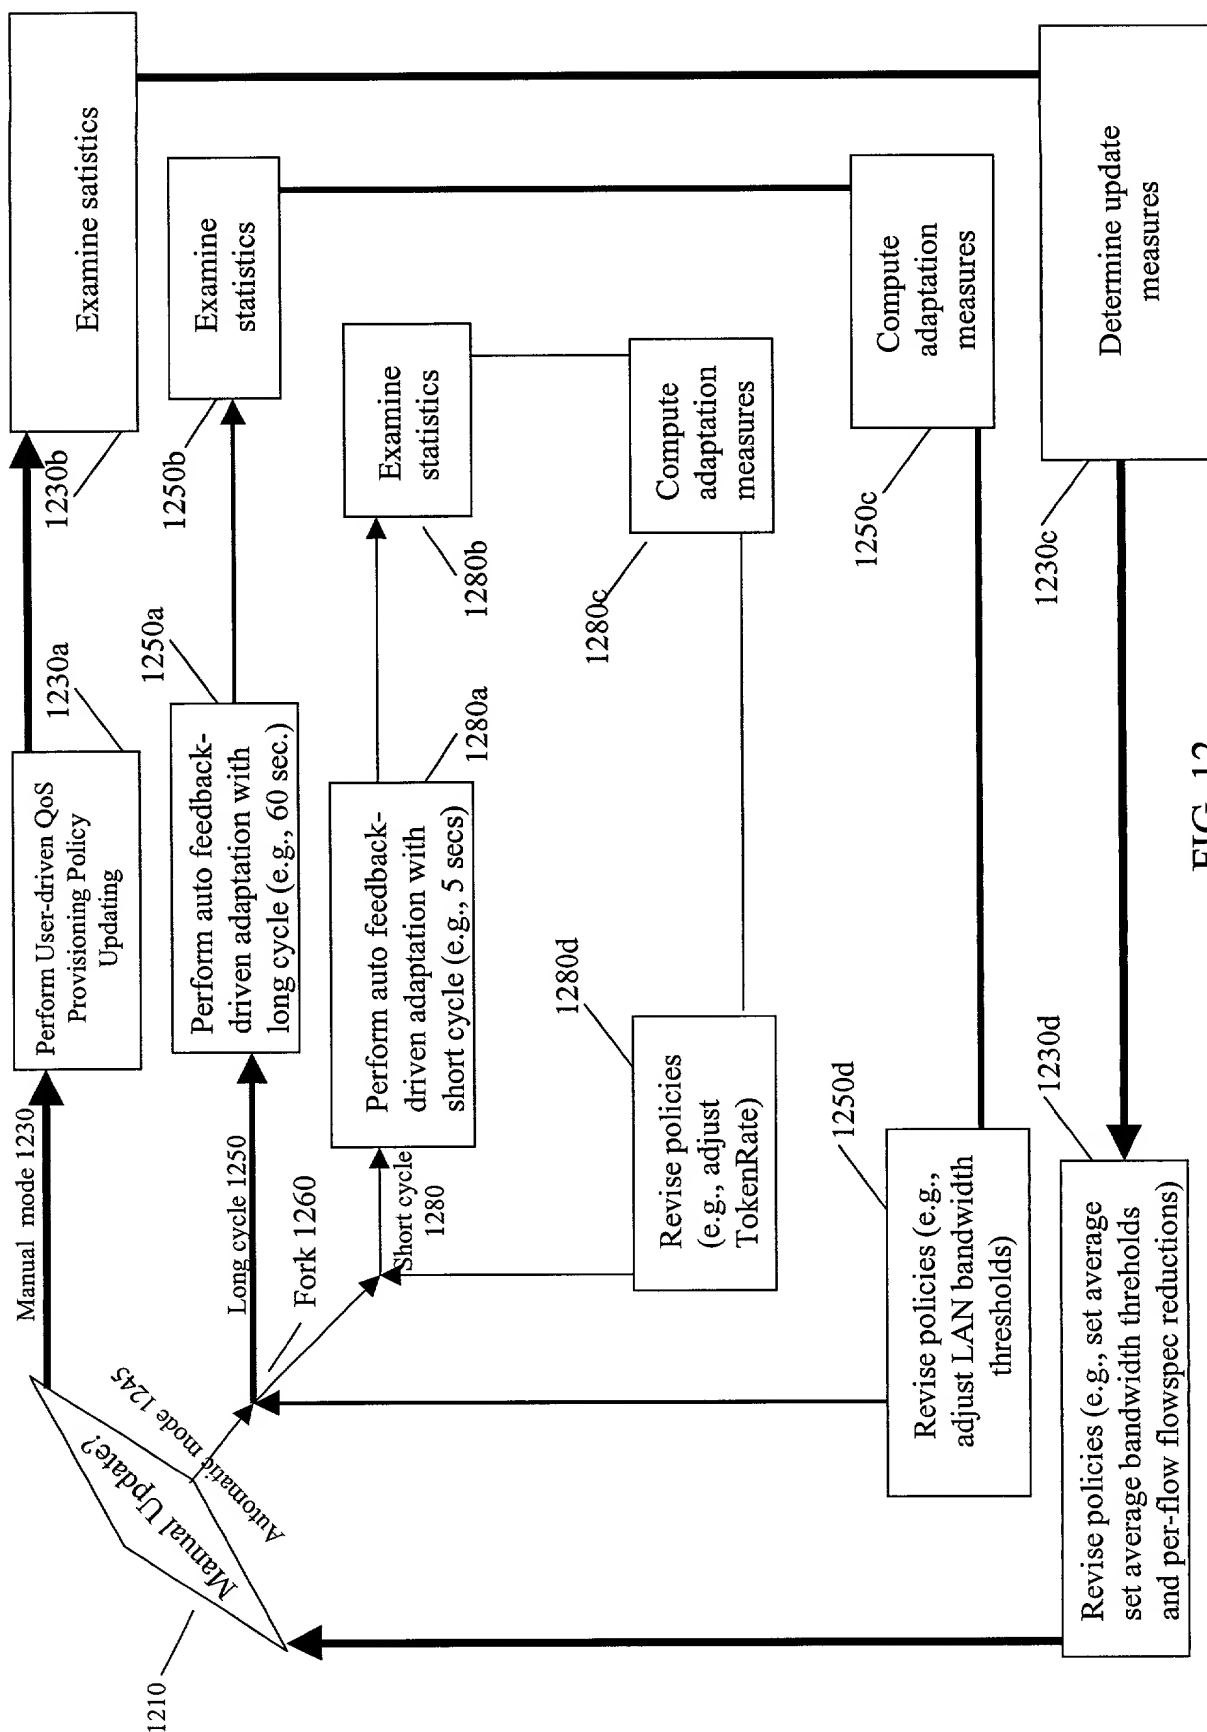 Manual mode 1230
Perform User-driven QoS
Provisioning Policy
Updating
1230a
1230b
Examine satistics
Manual Update?
1210
Automatic mode 1245
Long cycle 1250
Fork 1260
Perform auto feedback-
driven adaptation with
long cycle (e.g., 60 sec.)
1250a
1250b
Examine
statistics
Short cycle
1280
Perform auto feedback-
driven adaptation with
short cycle (e.g., 5 secs)
1280a
1280b
Examine
statistics
Revise policies
(e.g., adjust
TokenRate)
1280d
1280c
Compute
adaptation
measures
Revise policies (e.g.,
adjust LAN bandwidth
thresholds)
1250d
1250c
Compute
adaptation
measures
Revise policies (e.g., set average
set average bandwidth threholds
and per-flow flowspec reductions)
1230d
1230c
Determine update
measures
FIG. 12